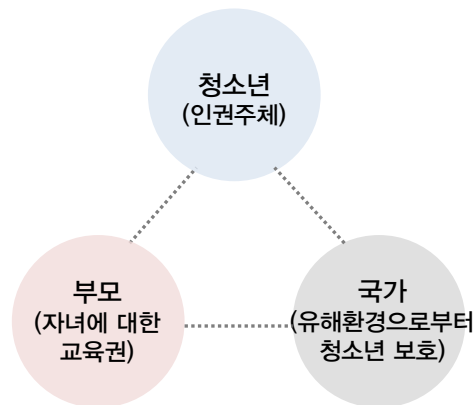 청소년
(인권주체)
부모
(자녀에 대한
교육권)
국가
(유해환경으로부터
청소년 보호)